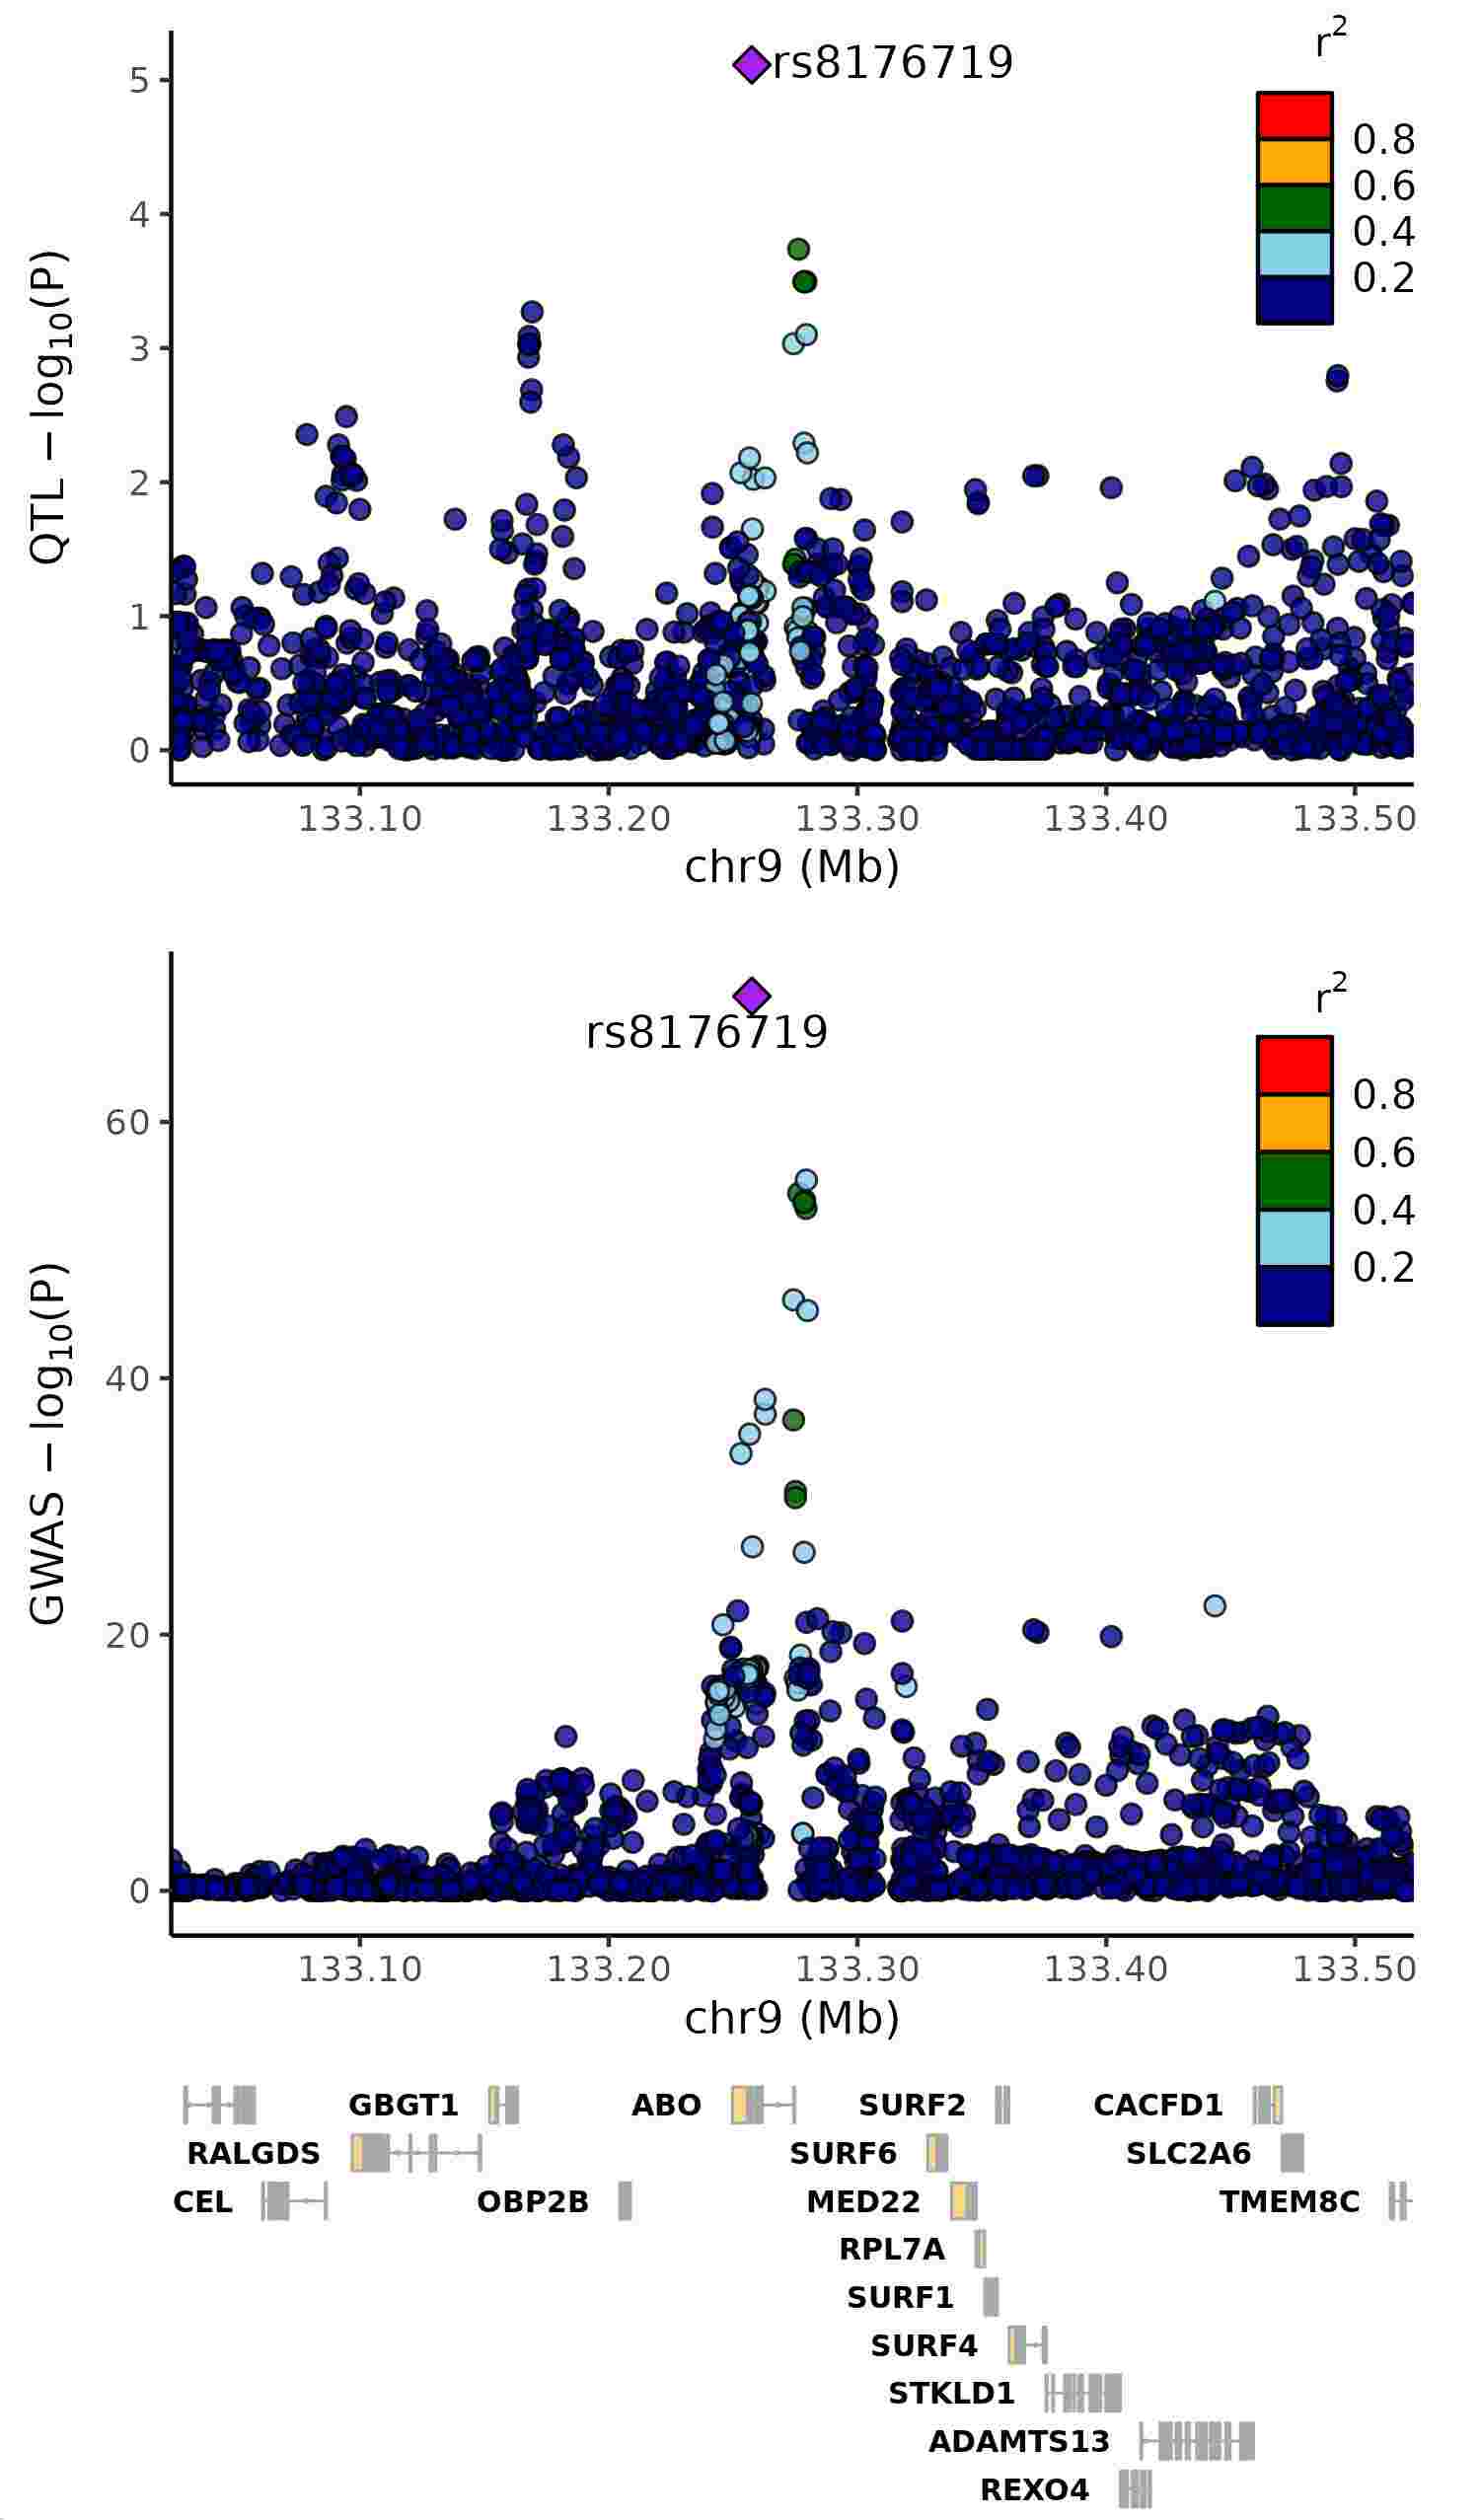 rs8176719
r2
0.8
0.6
0.4
0.2
5
4
3
2
1
0
QTL −log10(P)
133.10 133.20 133.30 133.40 133.50
chr9 (Mb)
rs8176719
r2
0.8
0.6
0.4
0.2
60
40
20
0
GWAS −log10(P)
133.10 133.20 133.30 133.40 133.50
chr9 (Mb)
GBGT1 ABO SURF2 CACFD1
RALGDS SURF6 SLC2A6
CEL OBP2B MED22 TMEM8C
RPL7A
SURF1
SURF4
STKLD1
ADAMTS13
REXO4